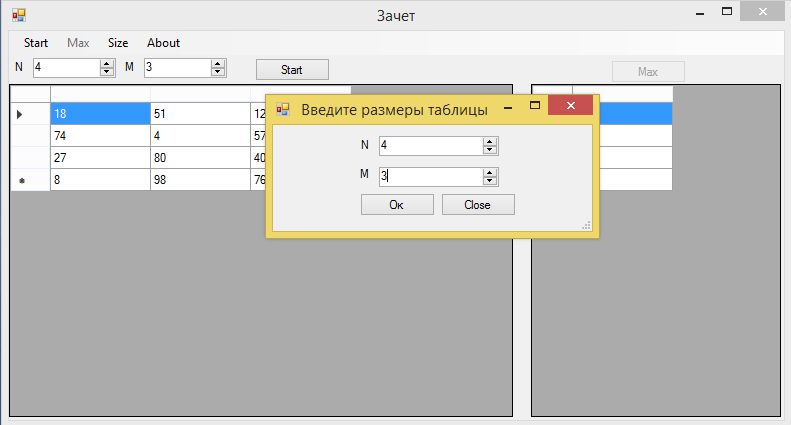 Зачет
Start Max Size About
N 4 M 3 Start Max
Введите размеры таблицы
18 51 12
74 4 57
27 80 40
8 98 76
N 4
M 3
Ок Close